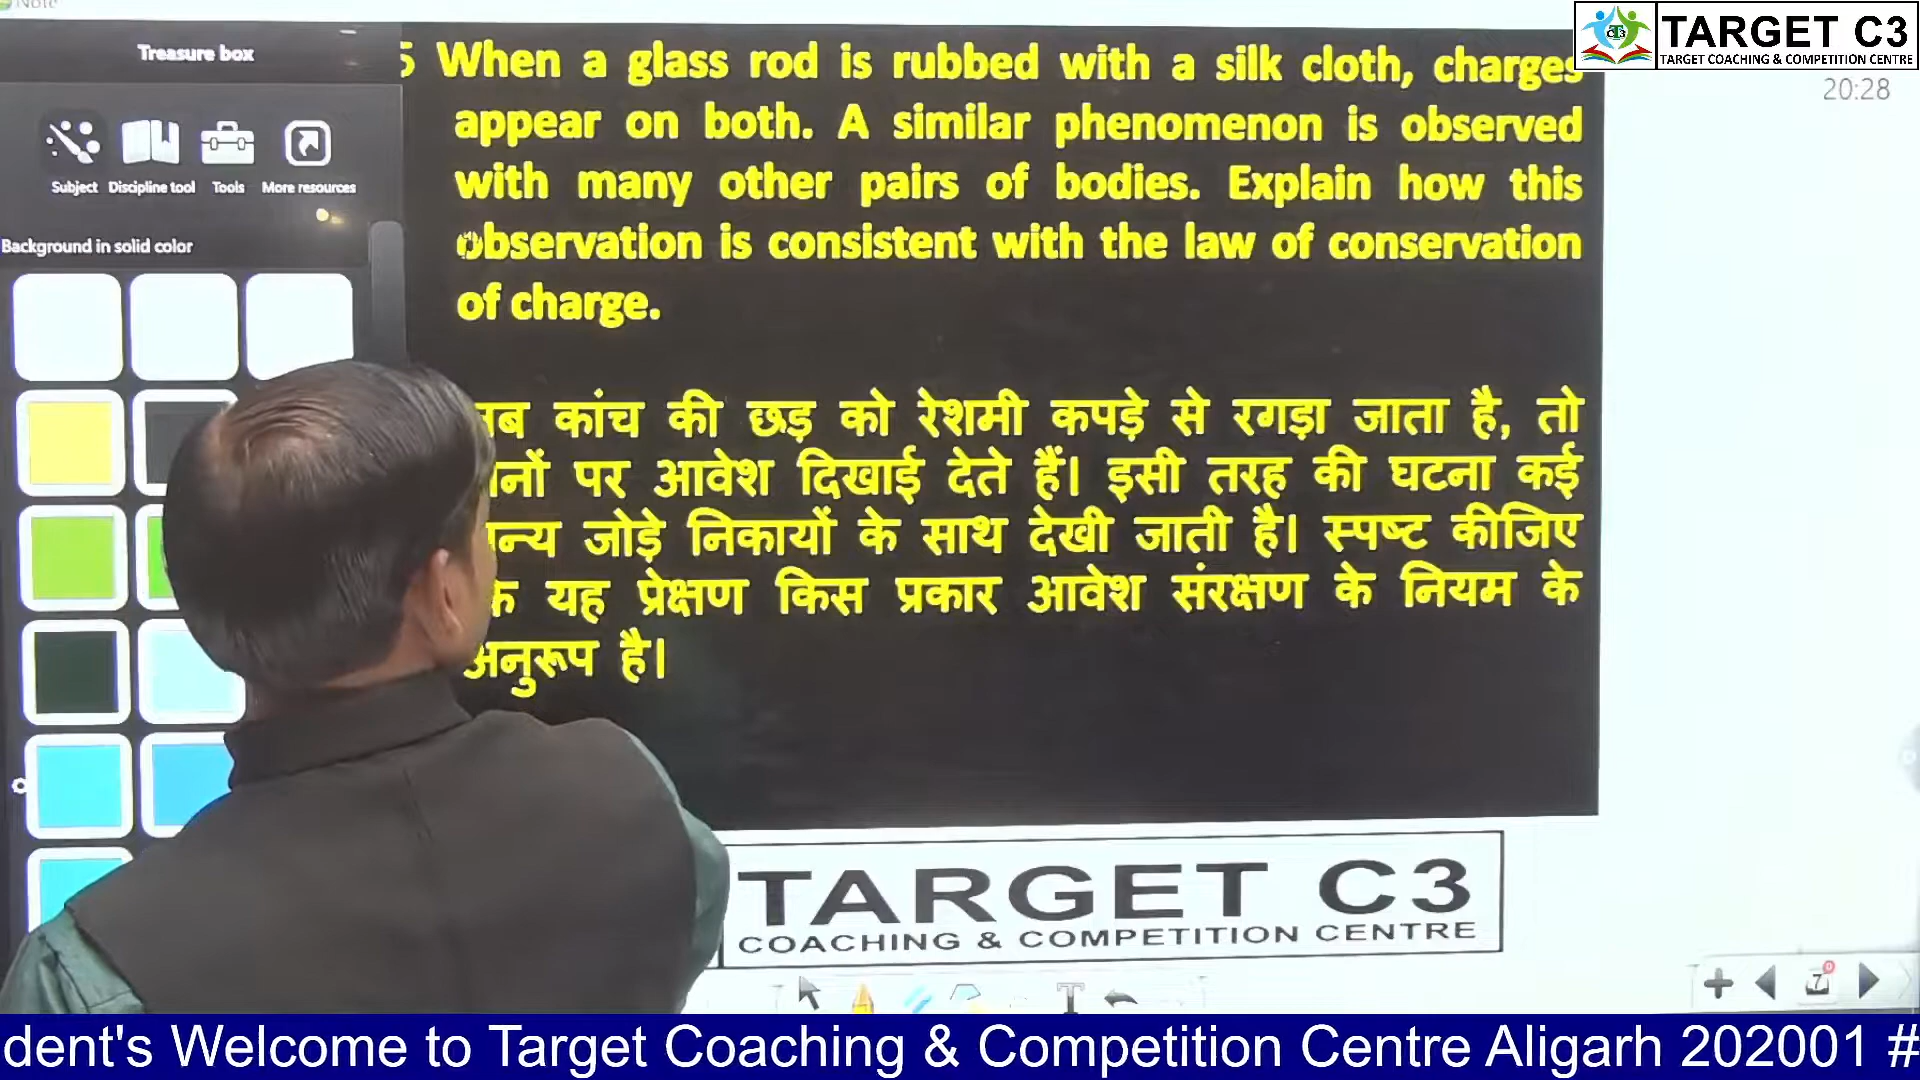 Note
TARGET C3
TARGET COACHING & COMPETITION CENTRE
20:28
Treasure box
Subject Discipline tool Tools More resources
Background in solid color
5 When a glass rod is rubbed with a silk cloth, charges
appear on both. A similar phenomenon is observed
with many other pairs of bodies. Explain how this
observation is consistent with the law of conservation
of charge.
कांच की छड़ को रेशमी कपड़े से रगड़ा जाता है, तो
पर आवेश दिखाई देते हैं। इसी तरह की घटना कई
जोड़े निकायों के साथ देखी जाती है। स्पष्ट कीजिए
यह प्रेक्षण किस प्रकार आवेश संरक्षण के नियम के
अनुरूप है।
TARGET C3
COACHING & COMPETITION CENTRE
7
dent's Welcome to Target Coaching & Competition Centre Aligarh 202001 #